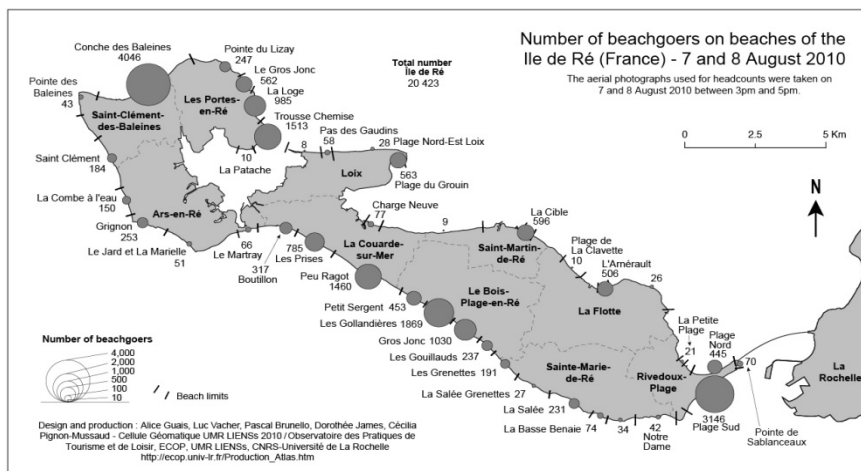 Number of beachgoers on beaches of the
Ile de Ré (France) - 7 and 8 August 2010
The aerial photographs used for headcounts were taken on
7 and 8 August 2010 between 3pm and 5pm.
Total number
Ile de Ré
20 423
0 2.5 5 Km
N
Conche des Baleines
4046
Pointe du Lizay
247
Le Gros Jonc
562
La Loge
985
Trousse Chemise
1513
Pointe des
Baleines
43
Les Portes-
en-Ré
Saint-Clément-
des-Baleines
Saint Clément
184
10
La Patache
8
Pas des Gaudins
58
28
Plage Nord-Est Loix
563
Plage du Grouin
Loix
La Combe à l'eau
150
Ars-en-Ré
Grignon
253
Le Jard et La Marielle
51
66
Le Martray
317
Boutillon
785
Les Prises
Charge Neuve
77
La Couarde-
sur-Mer
9
La Cible
596
Saint-Martin-
de-Ré
Plage de
La Clavette
10
L'Arnérault
506
26
Peu Ragot
1460
Le Bois-
Plage-en-Ré
La Flotte
Petit Sergent 453
Les Gollandières 1869
Gros Jonc 1030
Les Gouillauds 237
Les Grenettes 191
La Salée Grenettes 27
Sainte-Marie
de-Ré
La Salée 231
La Basse Benaie 74
34
42
Notre
Dame
Rivedoux-
Plage
La Petite
Plage
21
Plage
Nord
445
70
3146
Plage Sud
Pointe de
Sablanceaux
La
Rochelle
Number of beachgoers
4,000
2,000
1,000
500
100
10
Beach limits
Design and production : Alice Guais, Luc Vacher, Pascal Brunello, Dorothée James, Cécilia
Pignon-Mussaud - Cellule Géomatique UMR LIENSs 2010 / Observatoire des Pratiques de
Tourisme et de Loisir, ECOP, UMR LIENSs, CNRS-Université de La Rochelle
http://ecop.univ-lr.fr/Production_Atlas.htm